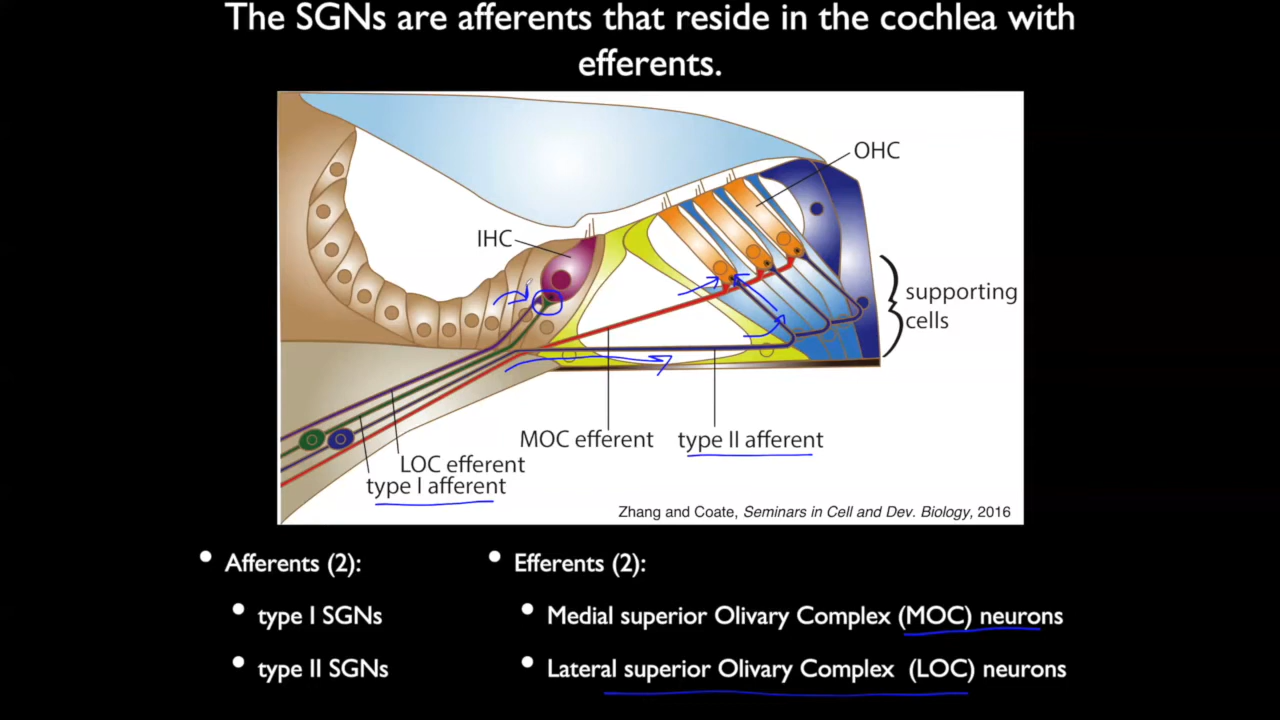 The SGNs are afferents that reside in the cochlea with
efferents.
OHC
IHC
supporting
cells
MOC efferent
type II afferent
LOC efferent
type I afferent
Zhang and Coate, Seminars in Cell and Dev. Biology, 2016
• Afferents (2):
• type I SGNs
• type II SGNs
• Efferents (2):
• Medial superior Olivary Complex (MOC) neurons
• Lateral superior Olivary Complex (LOC) neurons